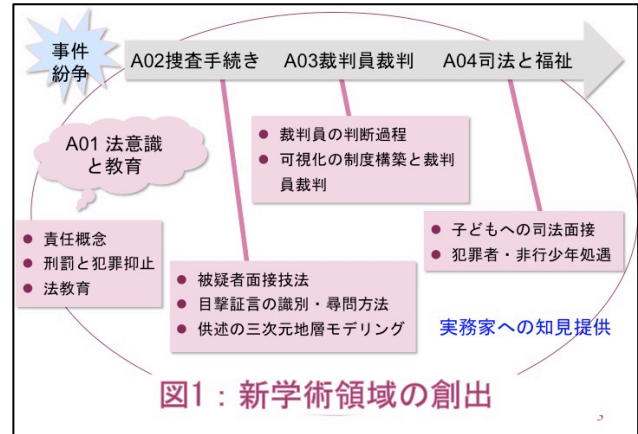 事件
紛争
A02捜査手続き A03裁判員裁判 A04司法と福祉
A01 法意識
と教育
● 裁判員の判断過程
● 可視化の制度構築と裁判
員裁判
● 責任概念
● 刑罰と犯罪抑止
● 法教育
● 被疑者面接技法
● 目撃証言の識別・尋問方法
● 供述の三次元地層モデリング
● 子どもへの司法面接
● 犯罪者・非行少年処遇
実務家への知見提供
図1：新学術領域の創出